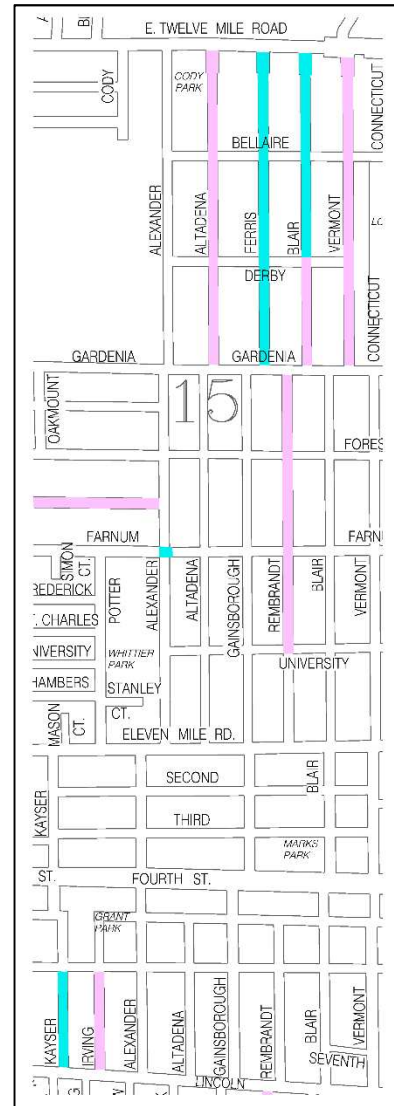 E. TWELVE MILE ROAD
CODY
CODY
PARK
BELLAIRE
ALEXANDER
ALTADENA
FERRIS
BLAIR
VERMONT
CONNECTICUT
DERBY
CONNECTICUT
GARDENIA
GARDENIA
OAKMOUNT
15
FORES
FARNUM
FARNU
SIMON
CT.
REDERICK
T. CHARLES
NIVERSITY
HAMBERS
MASON
CT.
POTTER
WHITTIER
PARK
STANLEY
CT.
ALEXANDER
ALTADENA
GAINSBOROUGH
REMBRANDT
BLAIR
VERMONT
UNIVERSITY
ELEVEN MILE RD.
SECOND
BLAIR
KAYSER
THIRD
MARKS
PARK
ST.
FOURTH ST.
GRANT
PARK
KAYSER
IRVING
ALEXANDER
ALTADENA
GAINSBOROUGH
REMBRANDT
BLAIR
VERMONT
SEVENTH
LINCOLN